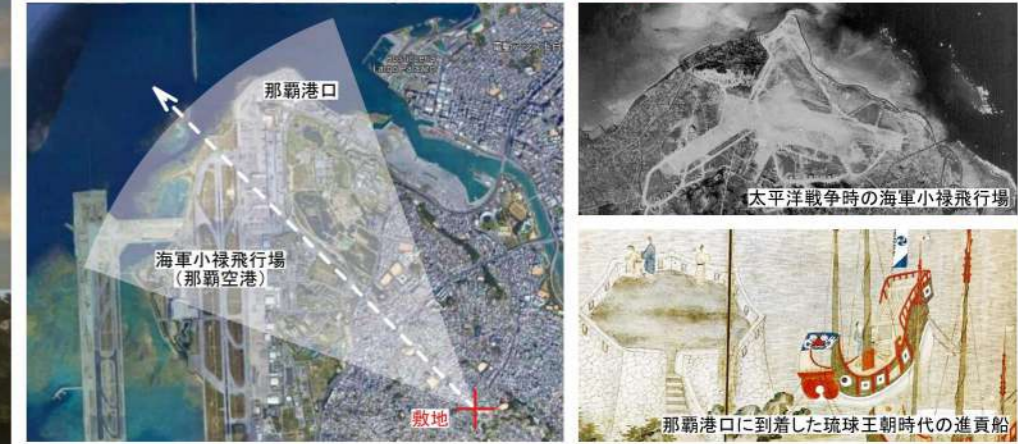 那覇港口
海軍小禄飛行場
(那覇空港)
敷地
太平洋戦争時の海軍小禄飛行場
那覇港口に到着した琉球王朝時代の進貢船